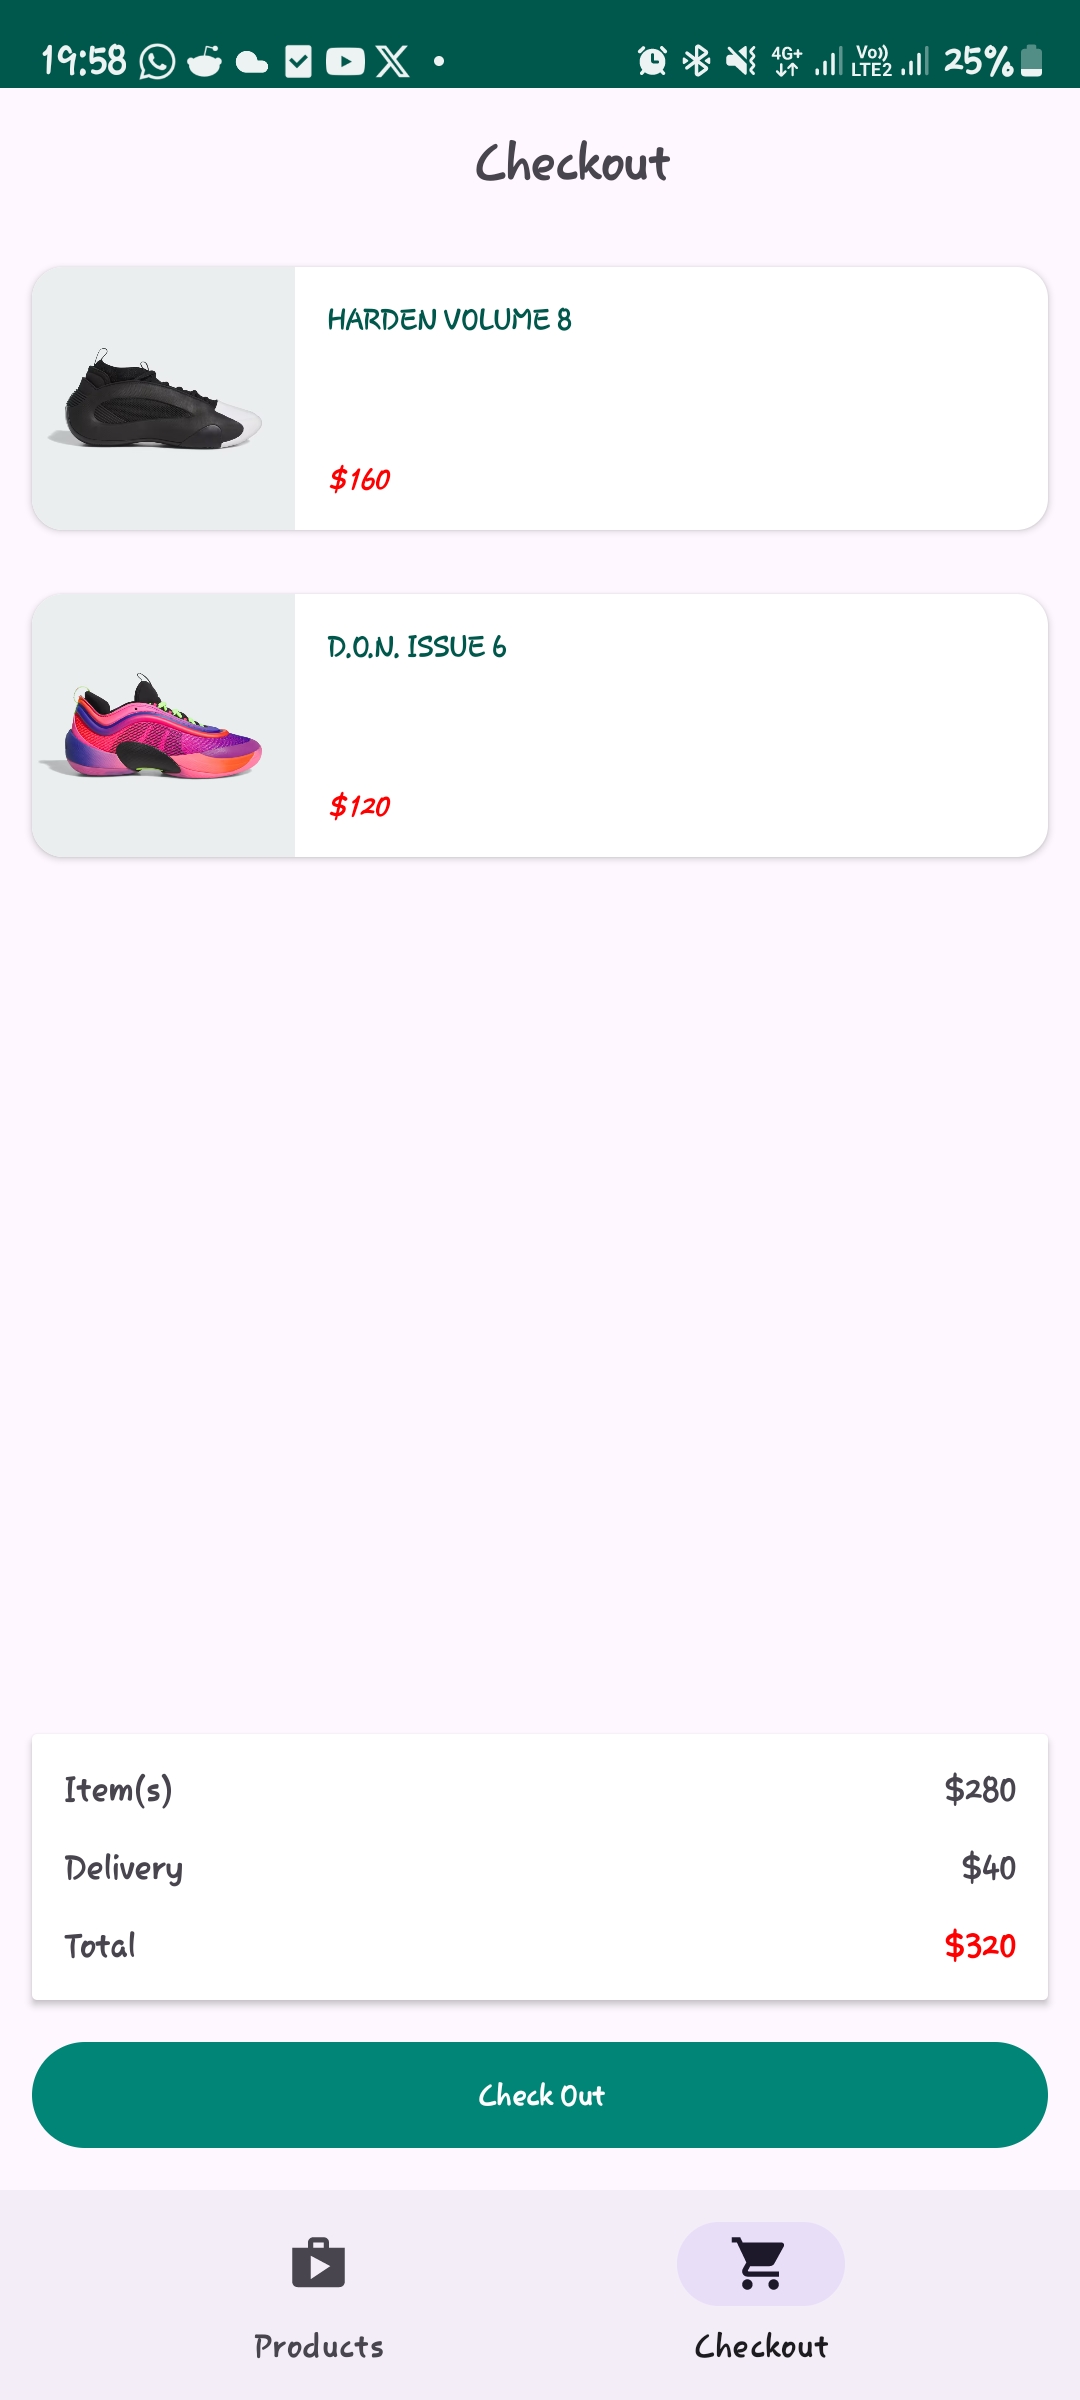 19:58
4G+ Vo)) LTE2 25%
Checkout
HARDEN VOLUME 8
$160
D.O.N. ISSUE 6
$120
Item(s) $280
Delivery $40
Total $320
Check Out
Products Checkout